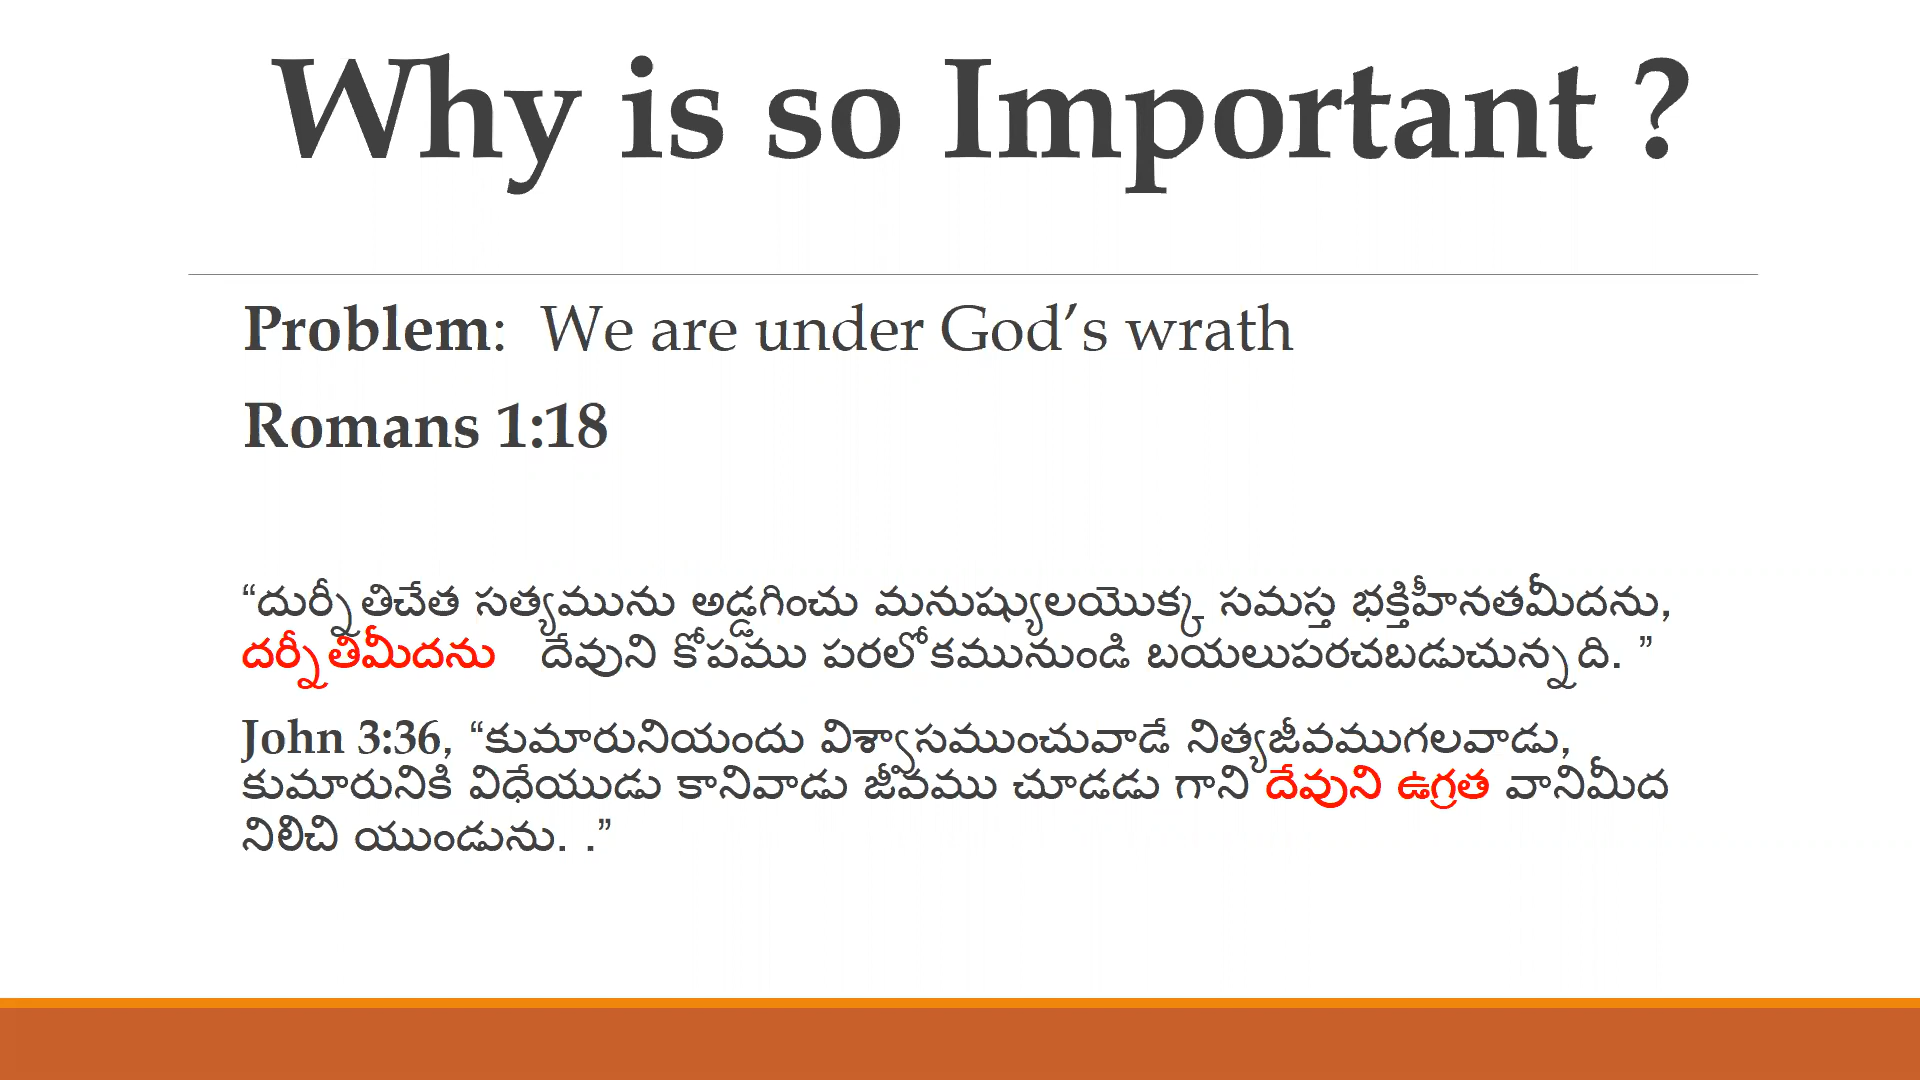 Why is so Important ?
Problem:  We are under God’s wrath
Romans 1:18
“దుర్నీతిచేత సత్యమును అడ్డగించు మనుష్యులయొక్క సమస్త భక్తిహీనతమీదను,
దర్నీతిమీదను   దేవుని కోపము పరలోకమునుండి బయలుపరచబడుచున్నది. ”
John 3:36, “కుమారునియందు విశ్వాసముంచువాడే నిత్యజీవముగలవాడు,
కుమారునికి విధేయుడు కానివాడు జీవము చూడడు గాని దేవుని ఉగ్రత వానిమీద
నిలిచి యుండును. .”